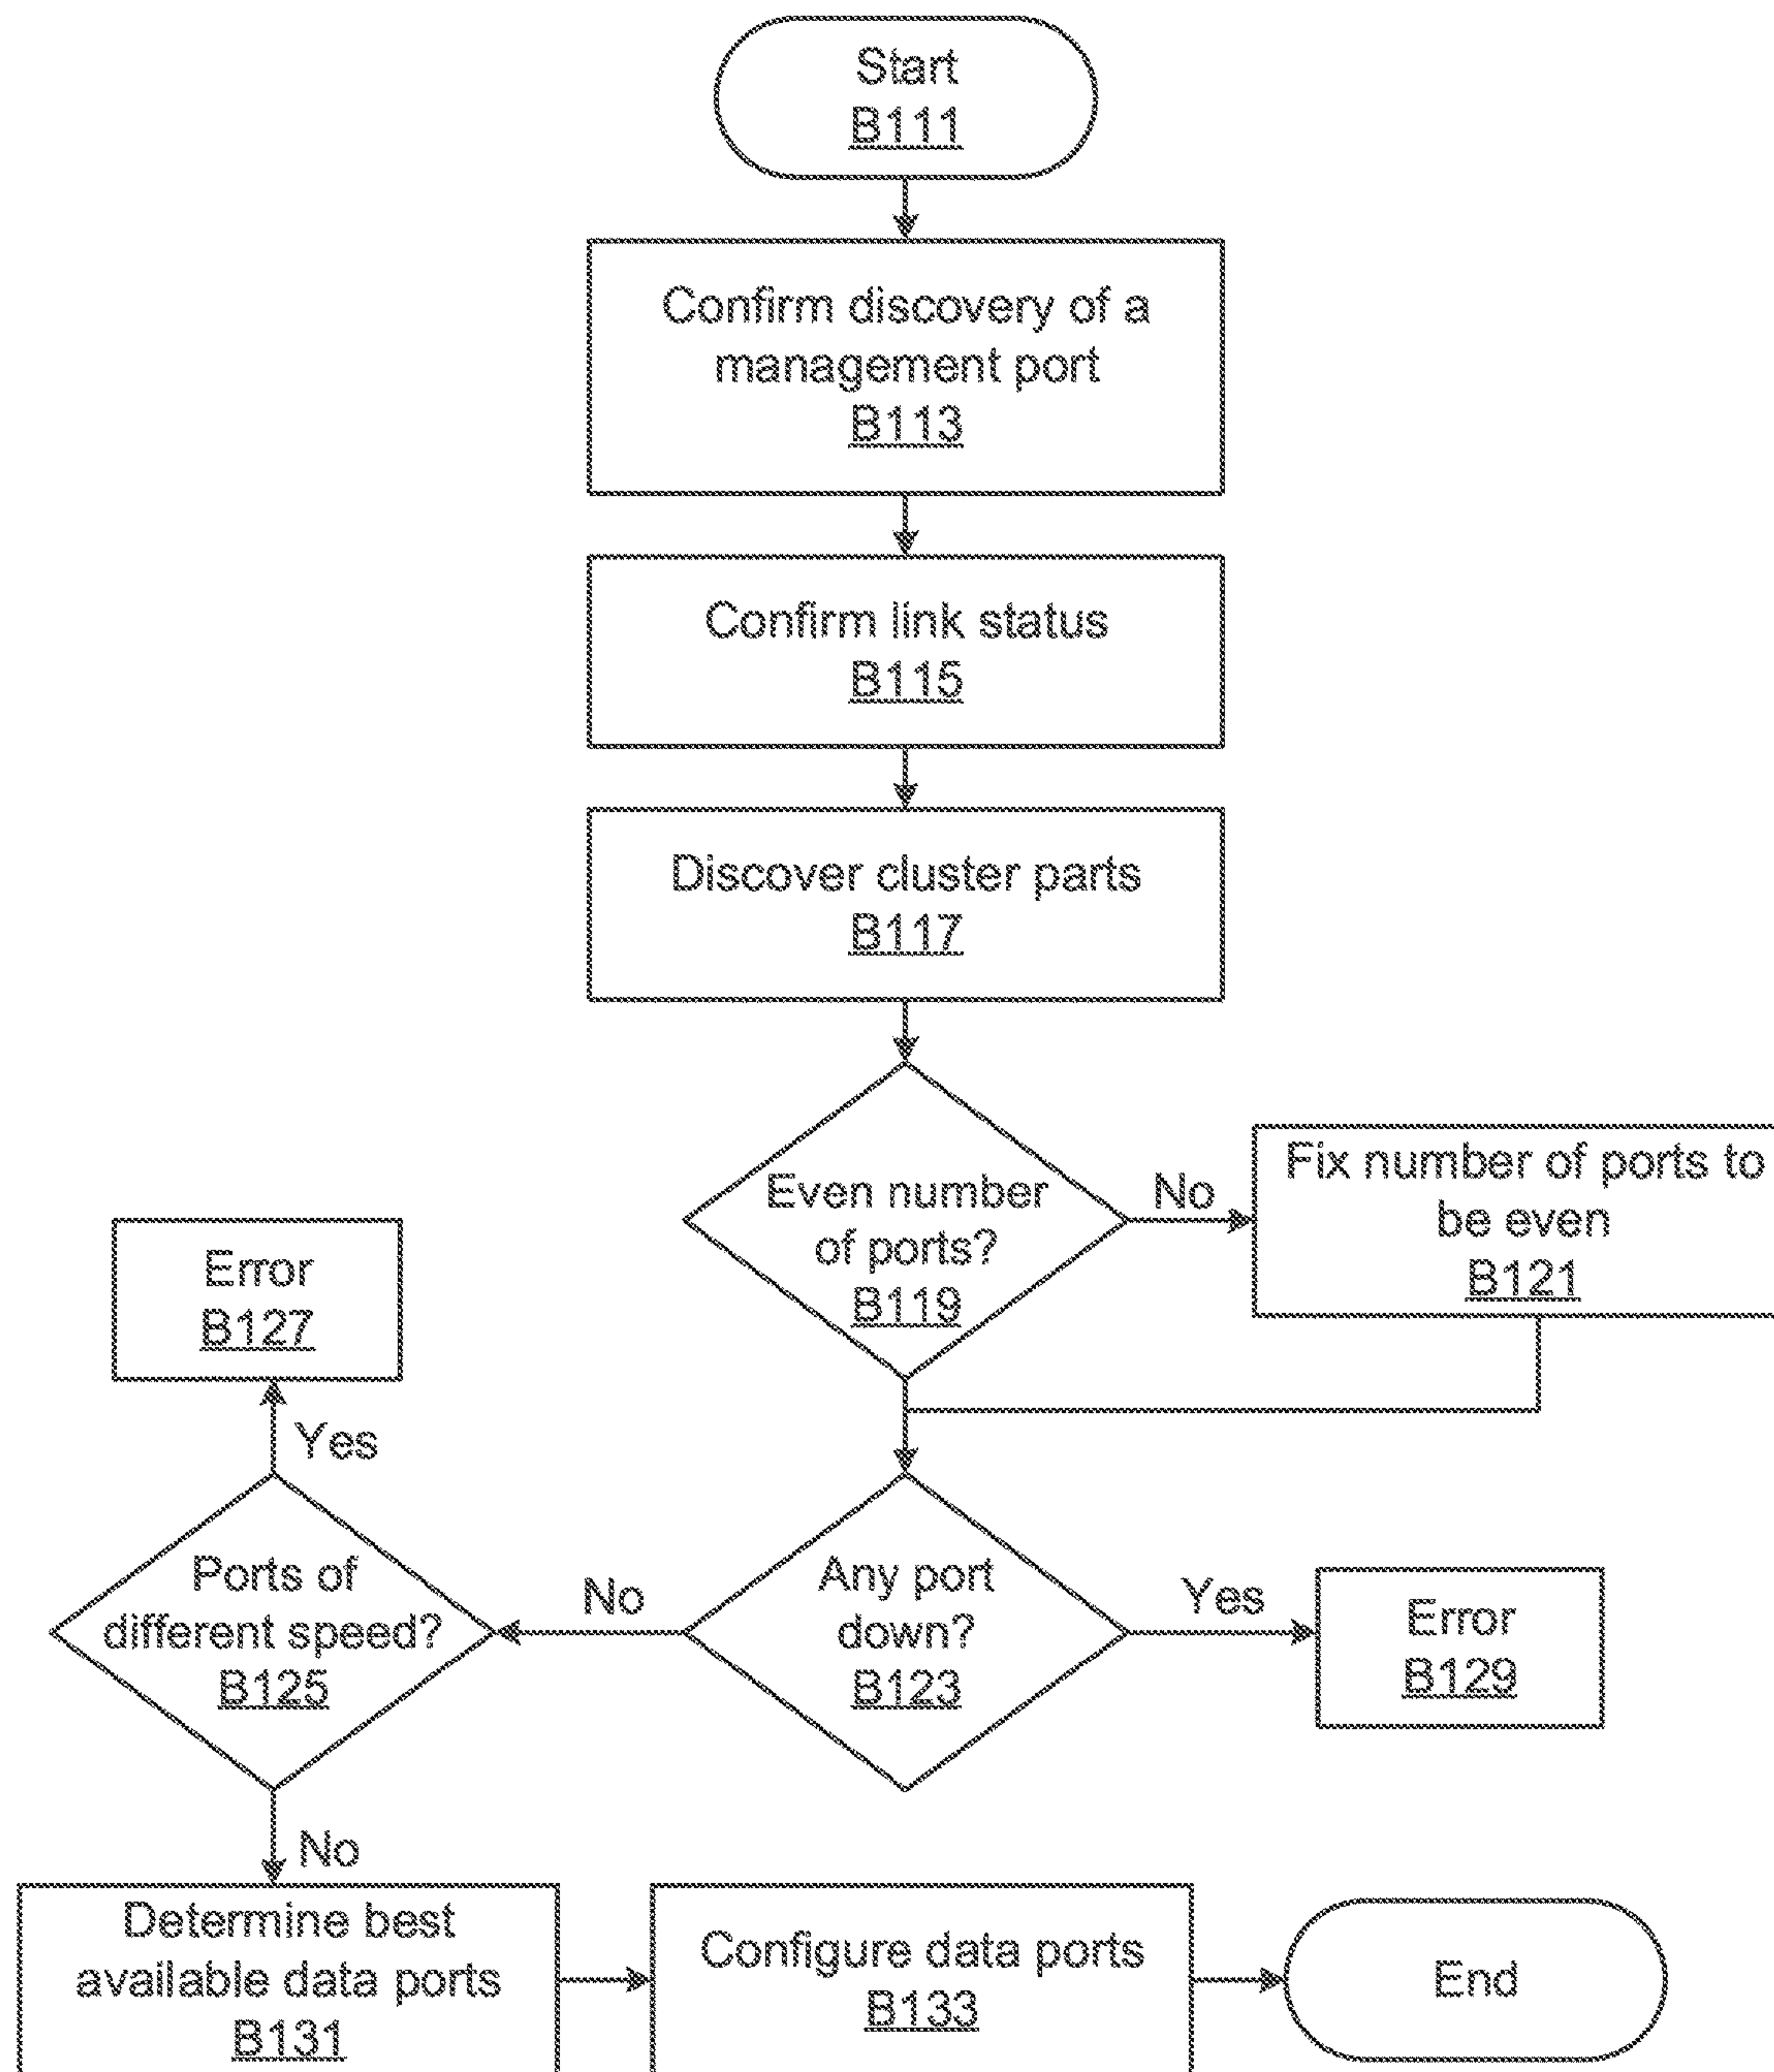 Start
B111
Confirm discovery of a
management port
B113
Confirm link status
B115
Discover cluster parts
B117
Even number
of ports?
B119
No
Fix number of ports to
be even
B121
Error
B127
Yes
Ports of
different speed?
B125
No
Any port
down?
B123
Yes
Error
B129
No
Determine best
available data ports
B131
Configure data ports
B133
End